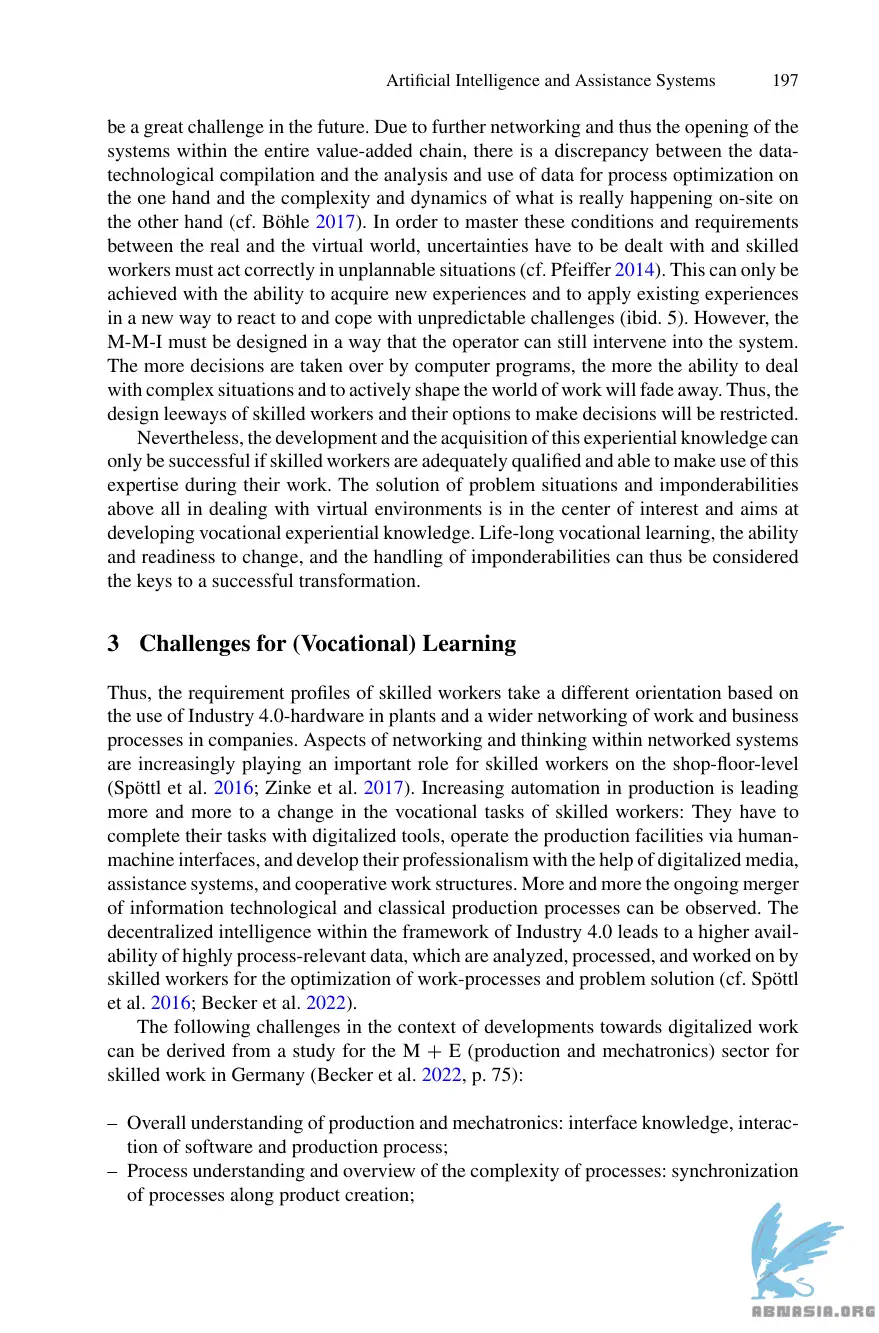 Artificial Intelligence and Assistance Systems 197
be a great challenge in the future. Due to further networking and thus the opening of the
systems within the entire value-added chain, there is a discrepancy between the data-
technological compilation and the analysis and use of data for process optimization on
the one hand and the complexity and dynamics of what is really happening on-site on
the other hand (cf. Böhle 2017). In order to master these conditions and requirements
between the real and the virtual world, uncertainties have to be dealt with and skilled
workers must act correctly in unplannable situations (cf. Pfeiffer 2014). This can only be
achieved with the ability to acquire new experiences and to apply existing experiences
in a new way to react to and cope with unpredictable challenges (ibid. 5). However, the
M-M-I must be designed in a way that the operator can still intervene into the system.
The more decisions are taken over by computer programs, the more the ability to deal
with complex situations and to actively shape the world of work will fade away. Thus, the
design leeways of skilled workers and their options to make decisions will be restricted.
Nevertheless, the development and the acquisition of this experiential knowledge can
only be successful if skilled workers are adequately qualified and able to make use of this
expertise during their work. The solution of problem situations and imponderabilities
above all in dealing with virtual environments is in the center of interest and aims at
developing vocational experiential knowledge. Life-long vocational learning, the ability
and readiness to change, and the handling of imponderabilities can thus be considered
the keys to a successful transformation.
3 Challenges for (Vocational) Learning
Thus, the requirement profiles of skilled workers take a different orientation based on
the use of Industry 4.0-hardware in plants and a wider networking of work and business
processes in companies. Aspects of networking and thinking within networked systems
are increasingly playing an important role for skilled workers on the shop-floor-level
(Spöttl et al. 2016; Zinke et al. 2017). Increasing automation in production is leading
more and more to a change in the vocational tasks of skilled workers: They have to
complete their tasks with digitalized tools, operate the production facilities via human-
machine interfaces, and develop their professionalism with the help of digitalized media,
assistance systems, and cooperative work structures. More and more the ongoing merger
of information technological and classical production processes can be observed. The
decentralized intelligence within the framework of Industry 4.0 leads to a higher avail-
ability of highly process-relevant data, which are analyzed, processed, and worked on by
skilled workers for the optimization of work-processes and problem solution (cf. Spöttl
et al. 2016; Becker et al. 2022).
The following challenges in the context of developments towards digitalized work
can be derived from a study for the M + E (production and mechatronics) sector for
skilled work in Germany (Becker et al. 2022, p. 75):
– Overall understanding of production and mechatronics: interface knowledge, interac-
tion of software and production process;
– Process understanding and overview of the complexity of processes: synchronization
of processes along product creation;
ABNASIA.ORG